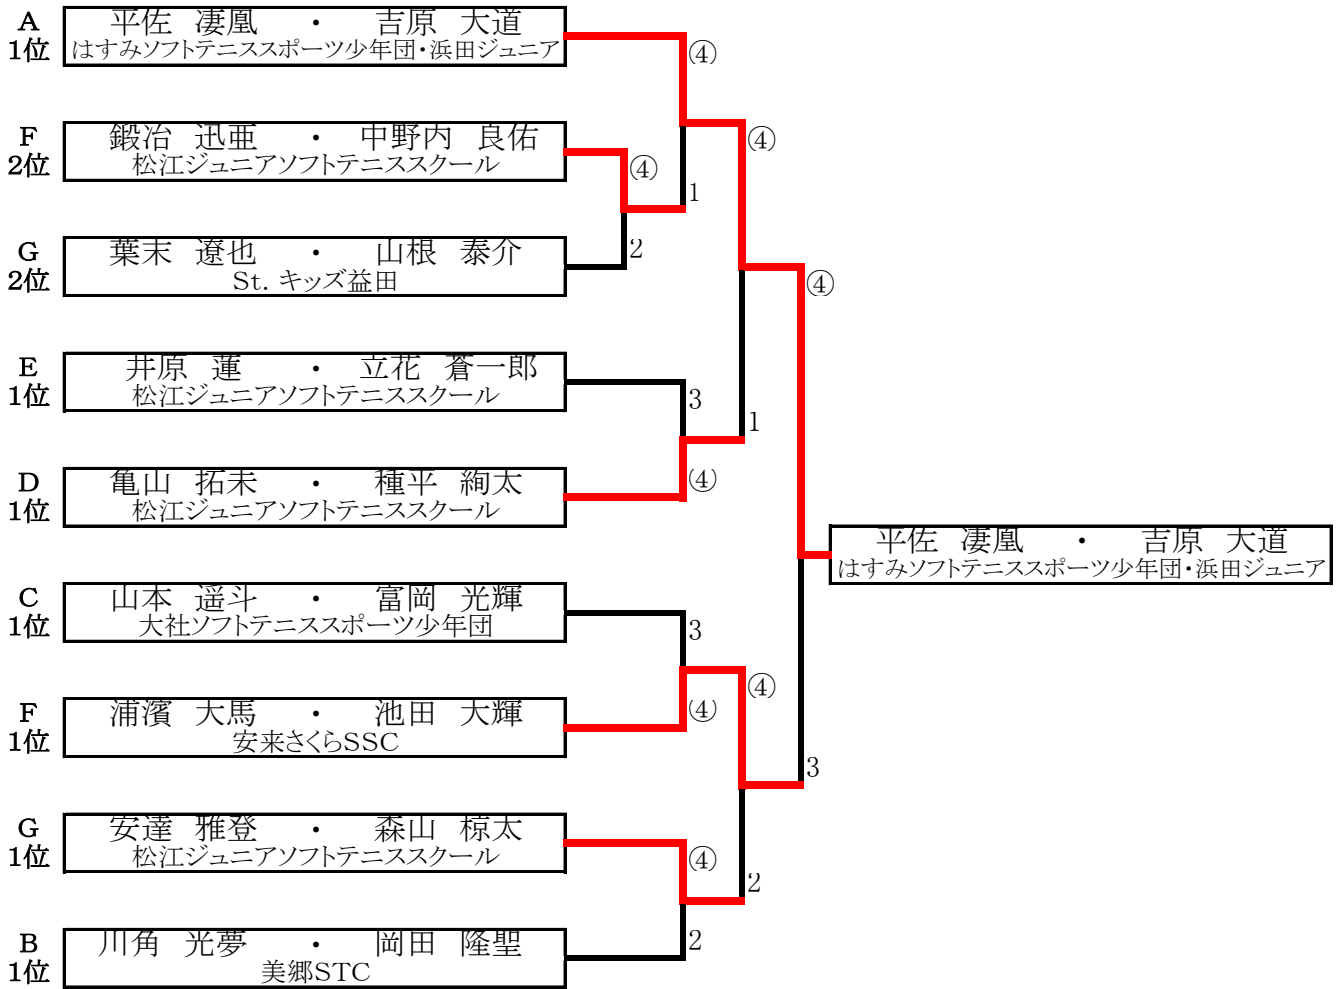 A
1位
平佐 凄凰 ・ 吉原 大道
はすみソフトテニススポーツ少年団・浜田ジュニア
④
F
2位
鍛冶 迅亜 ・ 中野内 良佑
松江ジュニアソフトテニススクール
④
④
1
G
2位
葉末 遼也 ・ 山根 泰介
St．キッズ益田
2
④
E
1位
井原 蓮 ・ 立花 蒼一郎
松江ジュニアソフトテニススクール
3
1
D
1位
亀山 拓未 ・ 種平 絢太
松江ジュニアソフトテニススクール
④
平佐 凄凰 ・ 吉原 大道
はすみソフトテニススポーツ少年団・浜田ジュニア
C
1位
山本 遥斗 ・ 富岡 光輝
大社ソフトテニススポーツ少年団
3
④
F
1位
浦濱 大馬 ・ 池田 大輝
安来さくらSSC
④
3
G
1位
安達 雅登 ・ 森山 椋太
松江ジュニアソフトテニススクール
④
2
B
1位
川角 光夢 ・ 岡田 隆聖
美郷STC
2